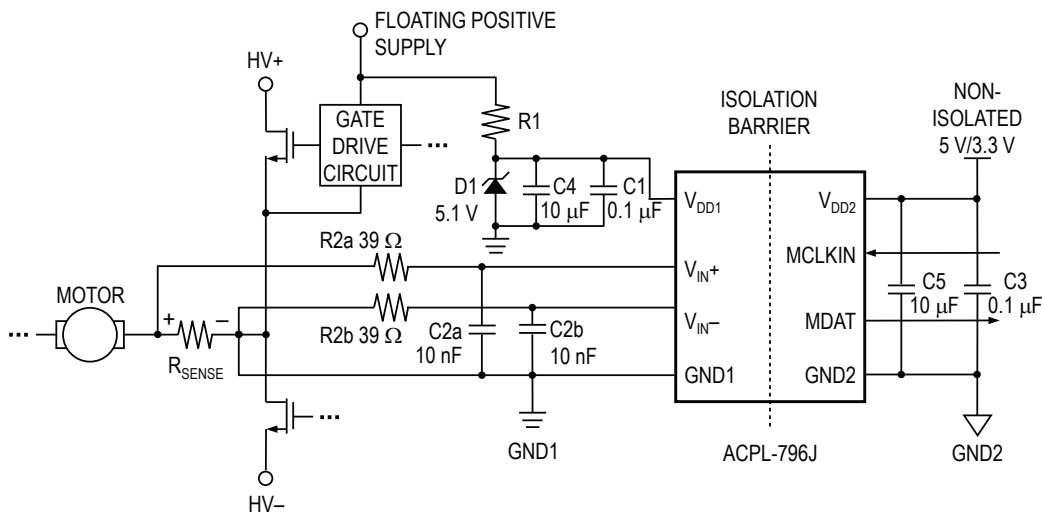 FLOATING POSITIVE
SUPPLY
HV+
GATE
DRIVE
CIRCUIT
...
R1
D1
5.1 V
C4
10 μF
C1
0.1 μF
ISOLATION
BARRIER
NON-
ISOLATED
5 V/3.3 V
VDD1
VIN+
VIN–
GND1
VDD2
MCLKIN
MDAT
GND2
C5
10 μF
C3
0.1 μF
R2a 39 Ω
R2b 39 Ω
C2a
10 nF
C2b
10 nF
MOTOR
...
+
–
RSENSE
...
HV–
GND1
ACPL-796J
GND2